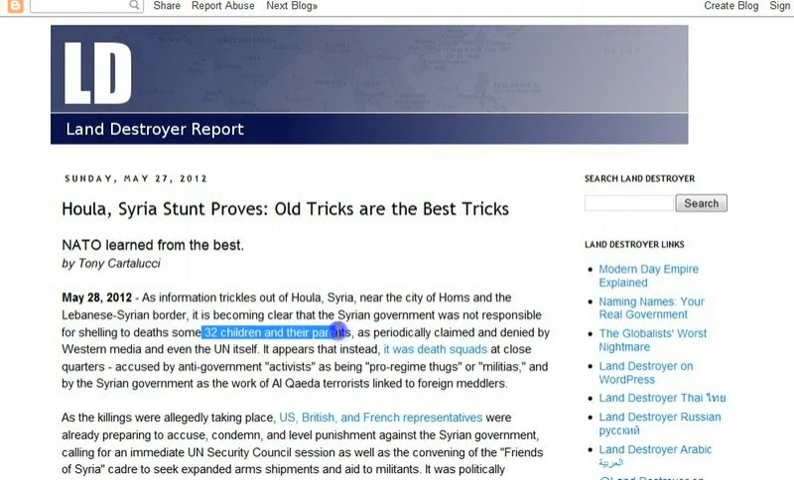 Share Report Abuse Next Blog» Create Blog Sign
LD
Land Destroyer Report
SUNDAY, MAY 27, 2012
Houla, Syria Stunt Proves: Old Tricks are the Best Tricks
NATO learned from the best.
by Tony Cartalucci
May 28, 2012 - As information trickles out of Houla, Syria, near the city of Homs and the
Lebanese-Syrian border, it is becoming clear that the Syrian government was not responsible
for shelling to deaths some 32 children and their parents, as periodically claimed and denied by
Western media and even the UN itself. It appears that instead, it was death squads at close
quarters - accused by anti-government "activists" as being "pro-regime thugs" or "militias," and
by the Syrian government as the work of Al Qaeda terrorists linked to foreign meddlers.
As the killings were allegedly taking place, US, British, and French representatives were
already preparing to accuse, condemn, and level punishment against the Syrian government,
calling for an immediate UN Security Council session as well as the convening of the "Friends
of Syria" cadre to seek expanded arms shipments and aid to militants. It was politically
SEARCH LAND DESTROYER
Search
LAND DESTROYER LINKS
Modern Day Empire
Explained
Naming Names: Your
Real Government
The Globalists' Worst
Nightmare
Land Destroyer on
WordPress
Land Destroyer Thai ไทย
Land Destroyer Russian
русский
Land Destroyer Arabic
العربية